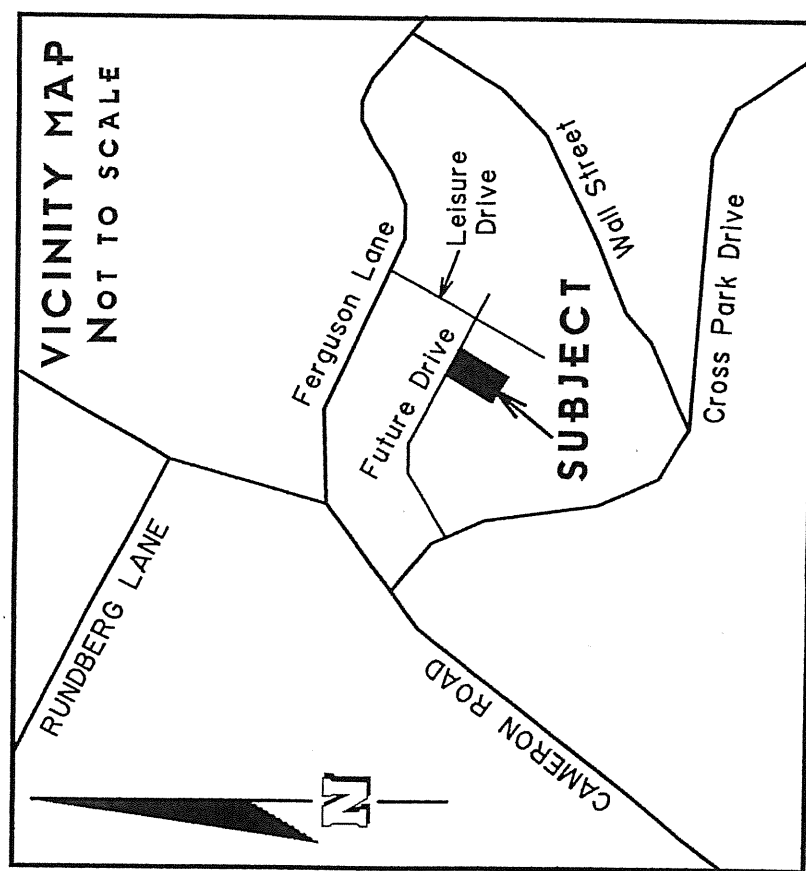 VICINITY MAP
NOT TO SCALE
RUNDBERG LANE
Ferguson Lane
Leisure
Drive
Future Drive
Wall Street
SUBJECT
Cross Park Drive
CAMERON ROAD
N